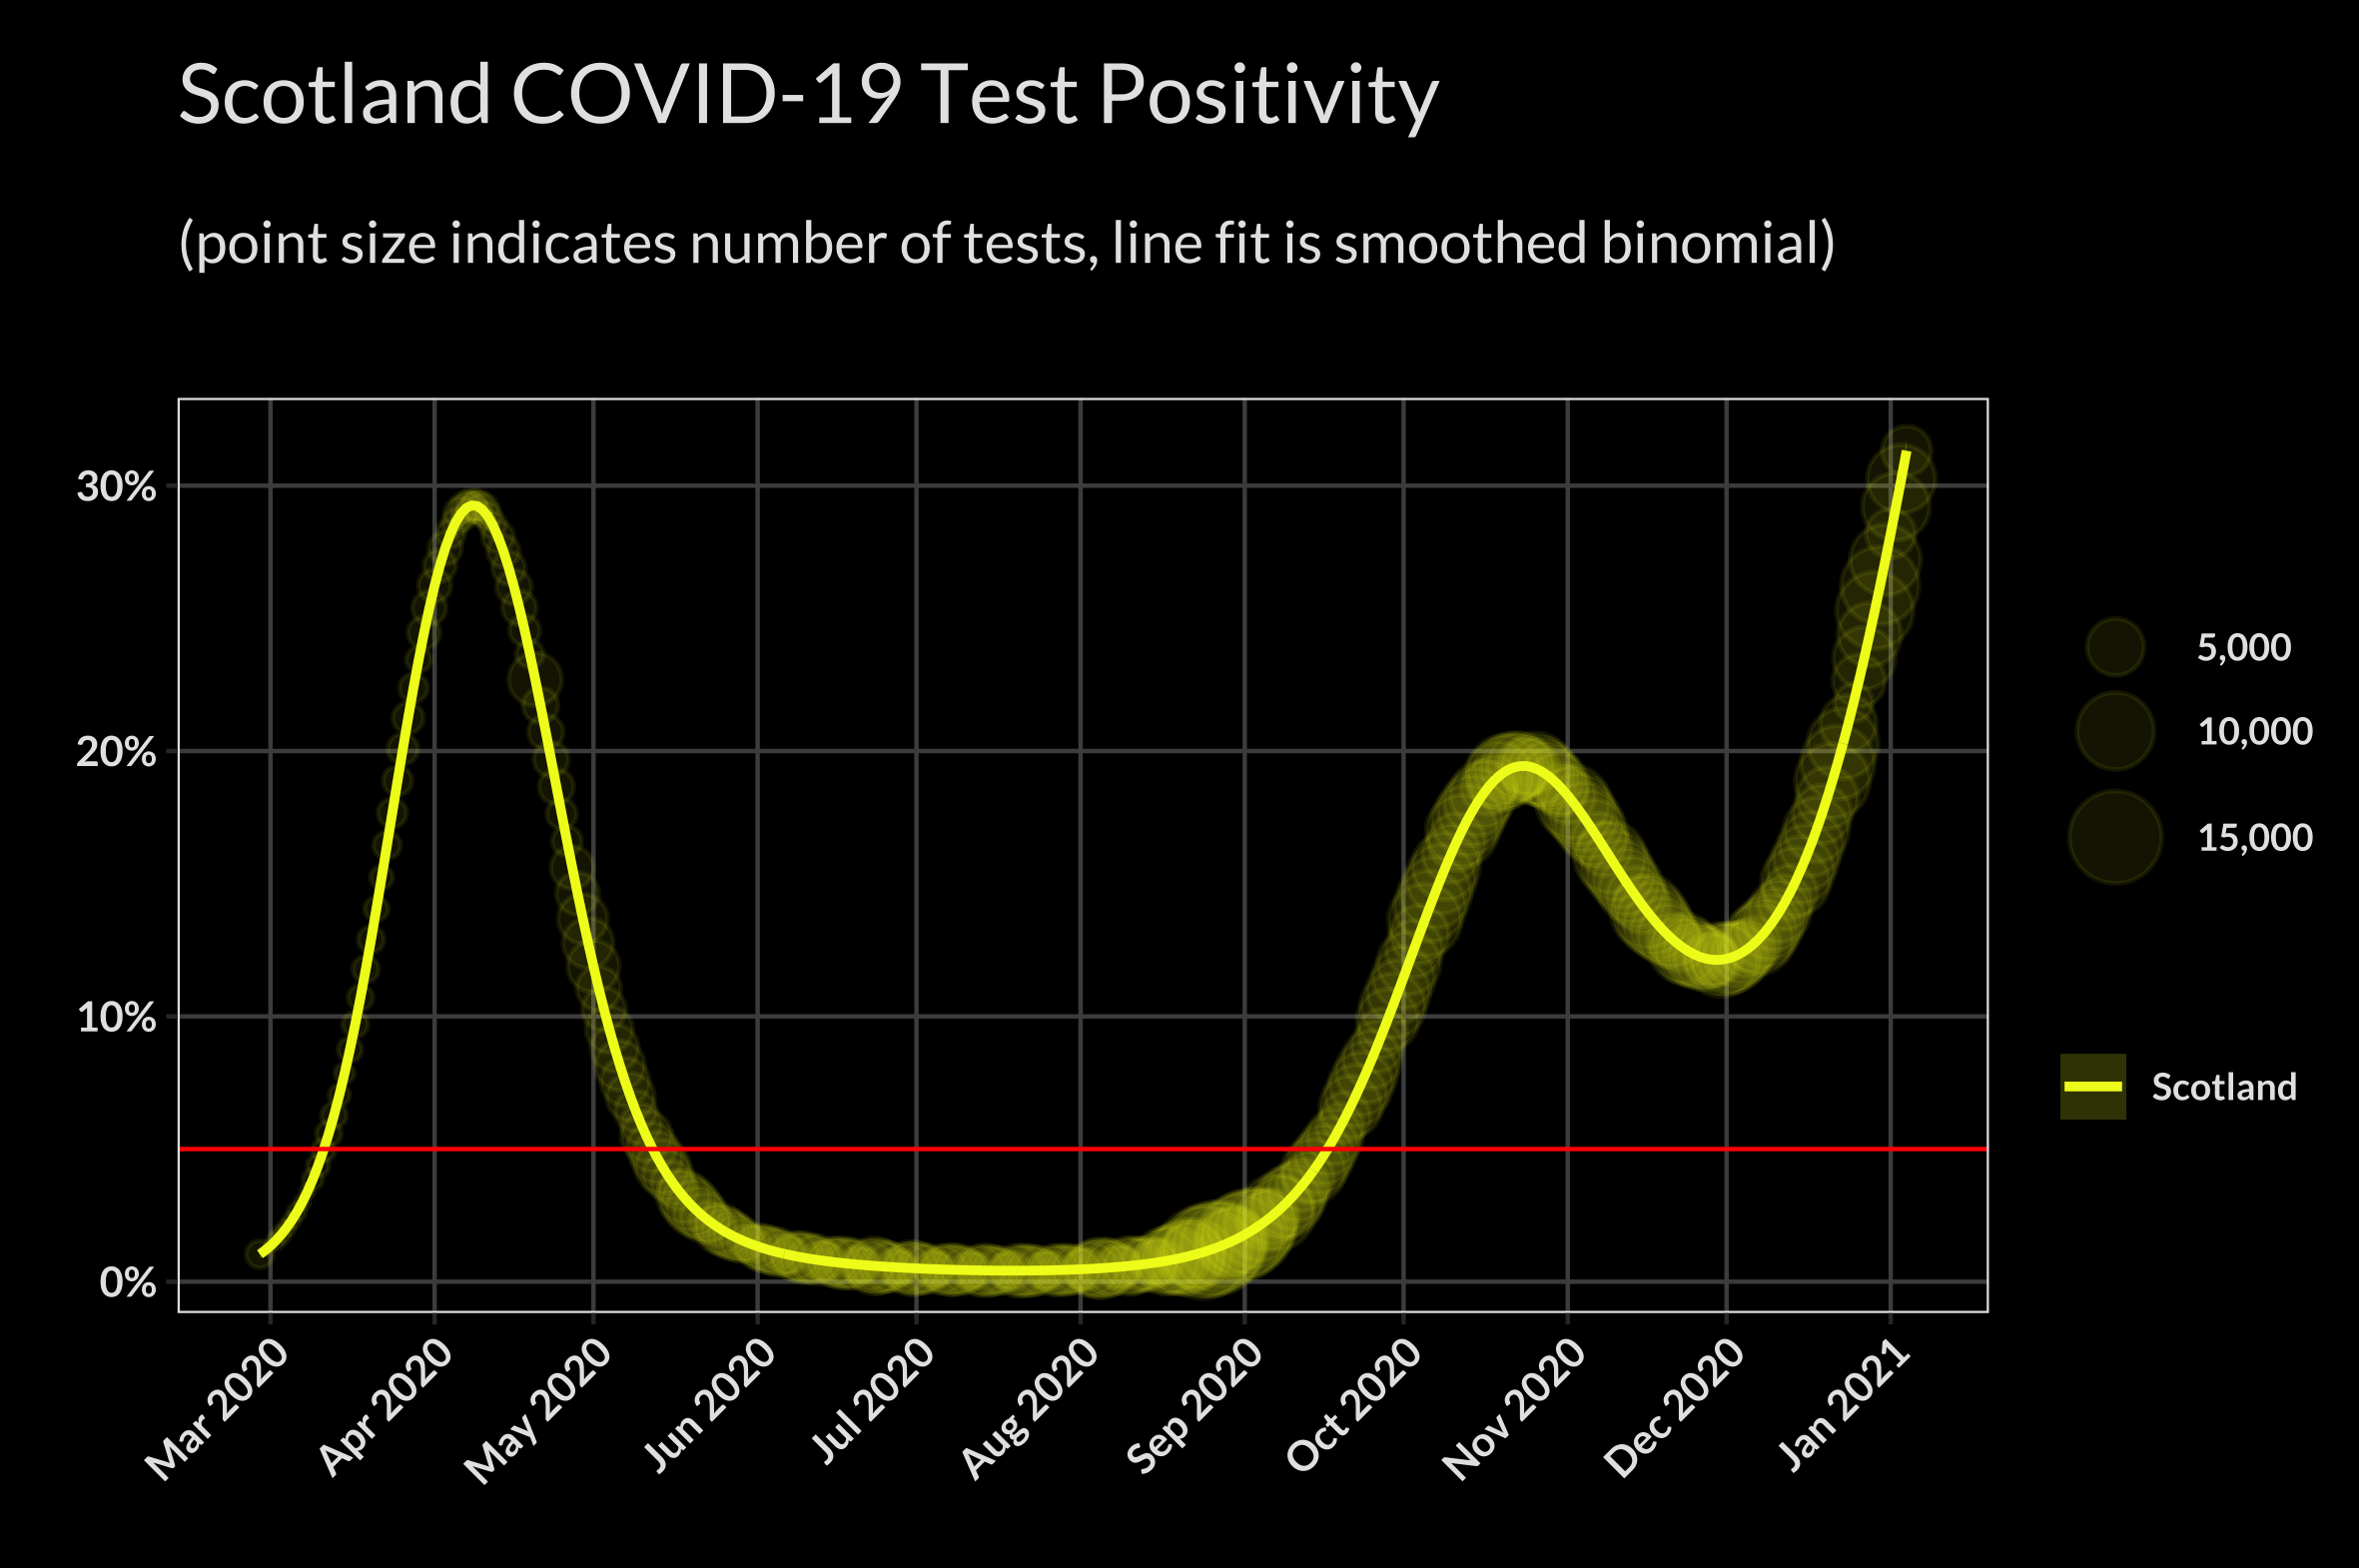 Scotland COVID-19 Test Positivity
(point size indicates number of tests, line fit is smoothed binomial)
30%
20%
10%
0%
Mar 2020
Apr 2020
May 2020
Jun 2020
Jul 2020
Aug 2020
Sep 2020
Oct 2020
Nov 2020
Dec 2020
Jan 2021
5,000
10,000
15,000
Scotland